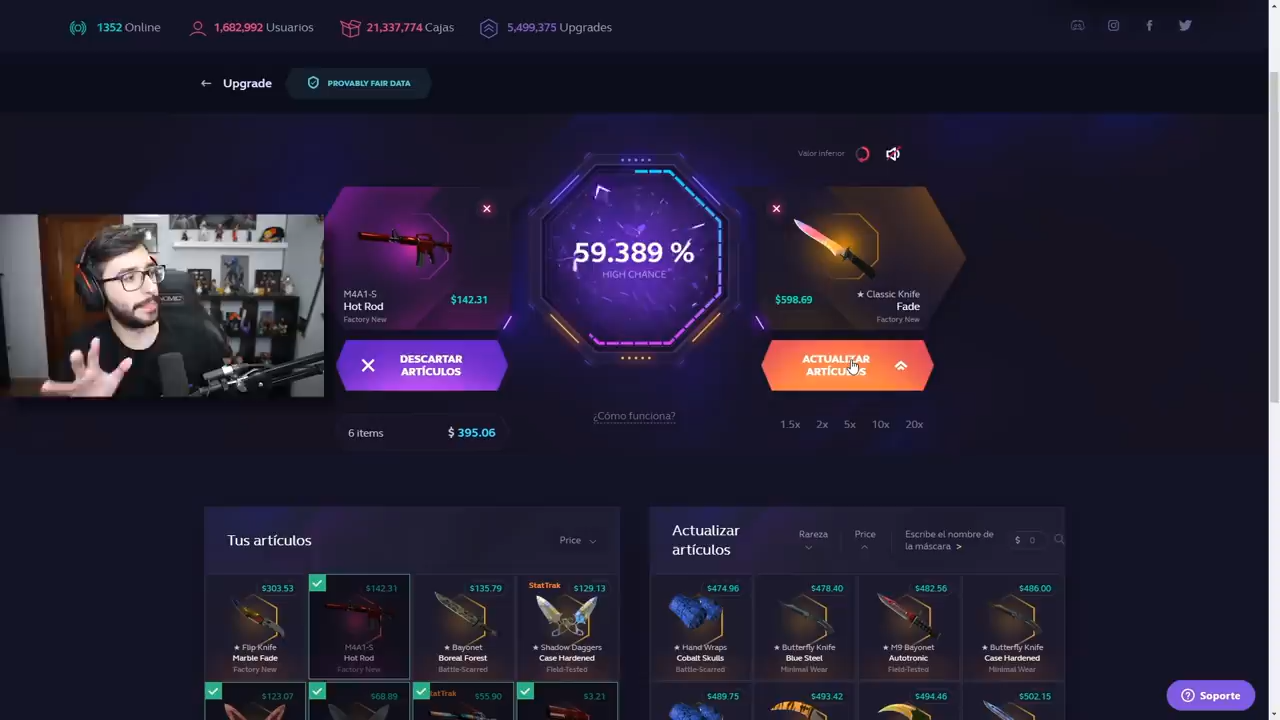 1352 Online
1,682,992 Usuarios
21,337,774 Cajas
5,499,375 Upgrades
← Upgrade
PROVABLY FAIR DATA
Valor inferior
59.389 %
HIGH CHANCE
M4A1-S
Hot Rod
Factory New
$142.31
$598.69
★ Classic Knife
Fade
Factory New
DESCARTAR
ARTÍCULOS
ACTUALIZAR
ARTÍCULOS
6 items
$ 395.06
¿Cómo funciona?
1.5x 2x 5x 10x 20x
Tus artículos
Price
Actualizar
artículos
Rareza
Price
Escribe el nombre de
la máscara >
$ 0
$303.53
★ Flip Knife
Marble Fade
Factory New
$142.31
M4A1-S
Hot Rod
Factory New
$135.79
★ Bayonet
Boreal Forest
Battle-Scarred
StatTrak
$129.13
★ Shadow Daggers
Case Hardened
Field-Tested
$474.96
★ Hand Wraps
Cobalt Skulls
Battle-Scarred
$478.40
★ Butterfly Knife
Blue Steel
Minimal Wear
$482.56
★ M9 Bayonet
Autotronic
Field-Tested
$486.00
★ Butterfly Knife
Case Hardened
Minimal Wear
$123.07
$68.89
$55.90
$3.21
$489.75
$493.42
$494.46
$502.15
Soporte